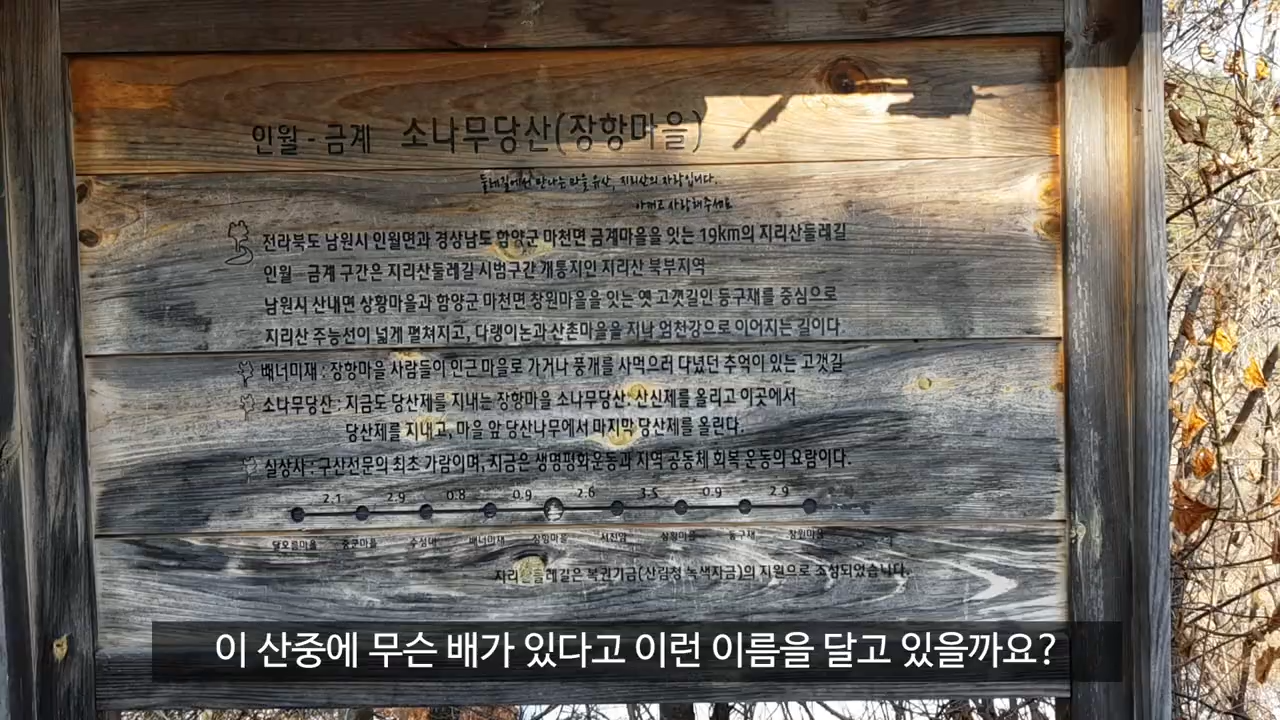 인월 - 금계 소나무당산(장항마을)
둘레길에서 만나는 마을 유산, 지리산의 자랑입니다.
아끼고 사랑해주세요
전라북도 남원시 인월면과 경상남도 함양군 마천면 금계마을을 잇는 19km의 지리산둘레길
인월 금계 구간은 지리산둘레길 시범구간 개통지인 지리산 북부지역
남원시 산내면 상황마을과 함양군 마천면 창원마을을 잇는 옛 고갯길인 등구재를 중심으로
지리산 주능선이 넓게 펼쳐지고, 다랭이논과 산촌마을을 지나 엄천강으로 이어지는 길이다.
배너미재 : 장항마을 사람들이 인근 마을로 가거나 풍개를 사먹으러 다녔던 추억이 있는 고갯길
소나무당산 : 지금도 당산제를 지내는 장항마을 소나무당산. 산신제를 올리고 이곳에서
당산제를 지내고, 마을 앞 당산나무에서 마지막 당산제를 올린다.
실상사 : 구산선문의 최초 가람이며, 지금은 생명평화운동과 지역 공동체 회복 운동의 요람이다.
2.1 2.9 0.8 0.9 2.6 3.5 0.9 2.9
달오름마을 중군마을 수성대 배너미재 장항마을 서진암 상황마을 등구재 창원마을
지리산둘레길은 복권기금(산림청 녹색자금)의 지원으로 조성되었습니다.
이 산중에 무슨 배가 있다고 이런 이름을 달고 있을까요?